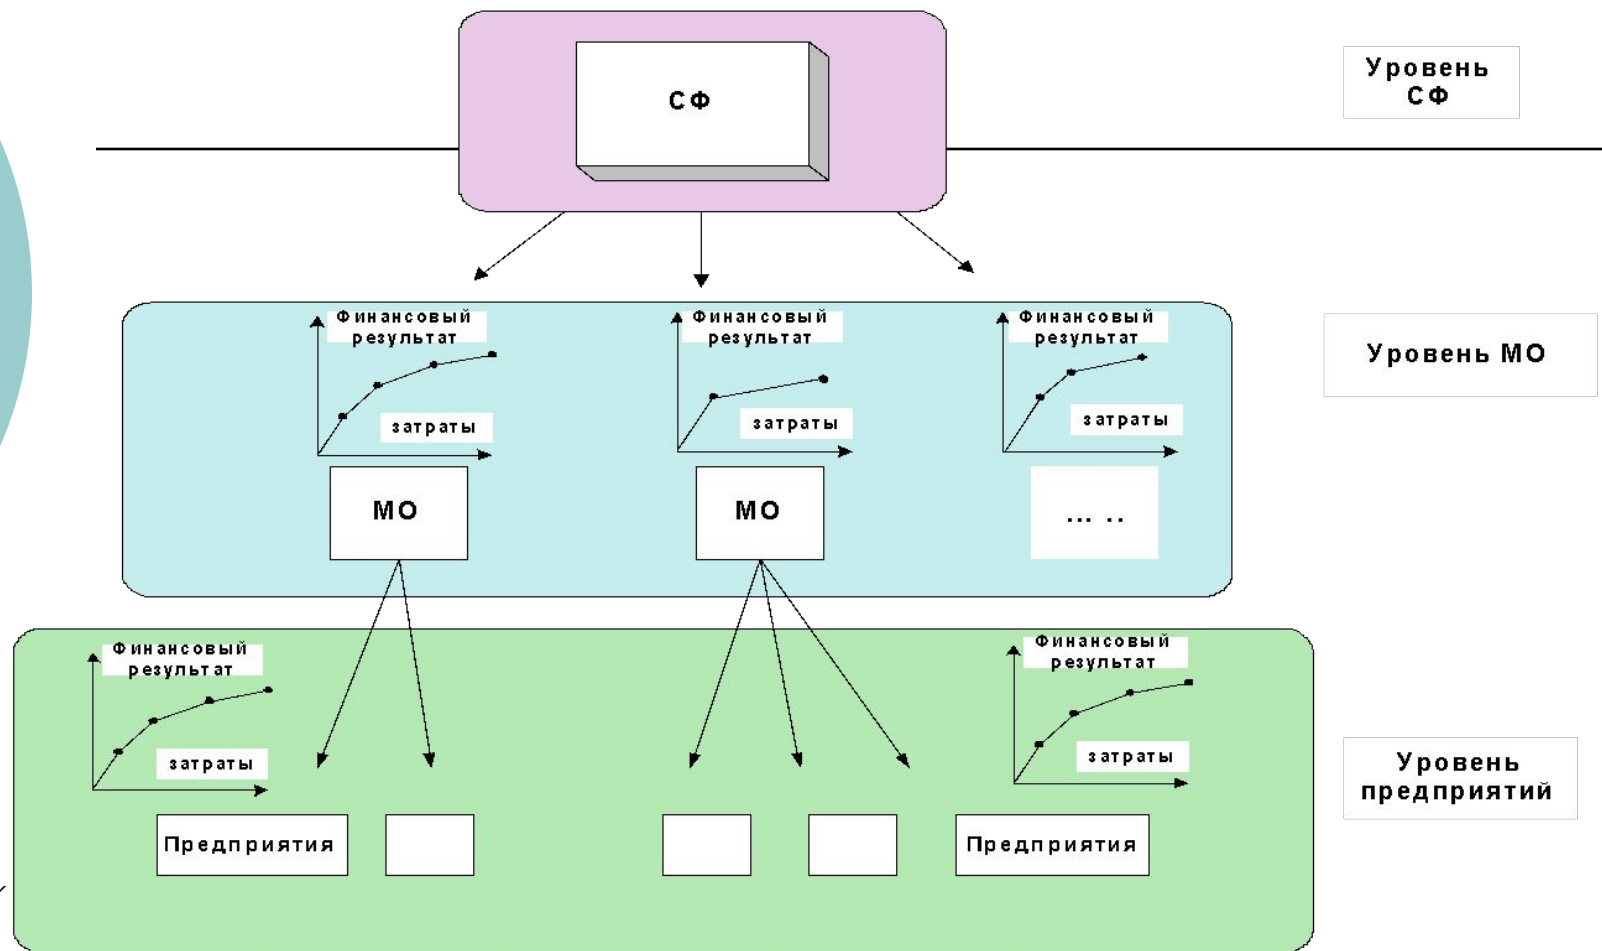 СФ
Уровень
СФ
Финансовый
результат
затраты
Финансовый
результат
затраты
Финансовый
результат
затраты
Уровень МО
МО
МО
... ..
Финансовый
результат
затраты
Финансовый
результат
затраты
Уровень
предприятий
Предприятия
Предприятия